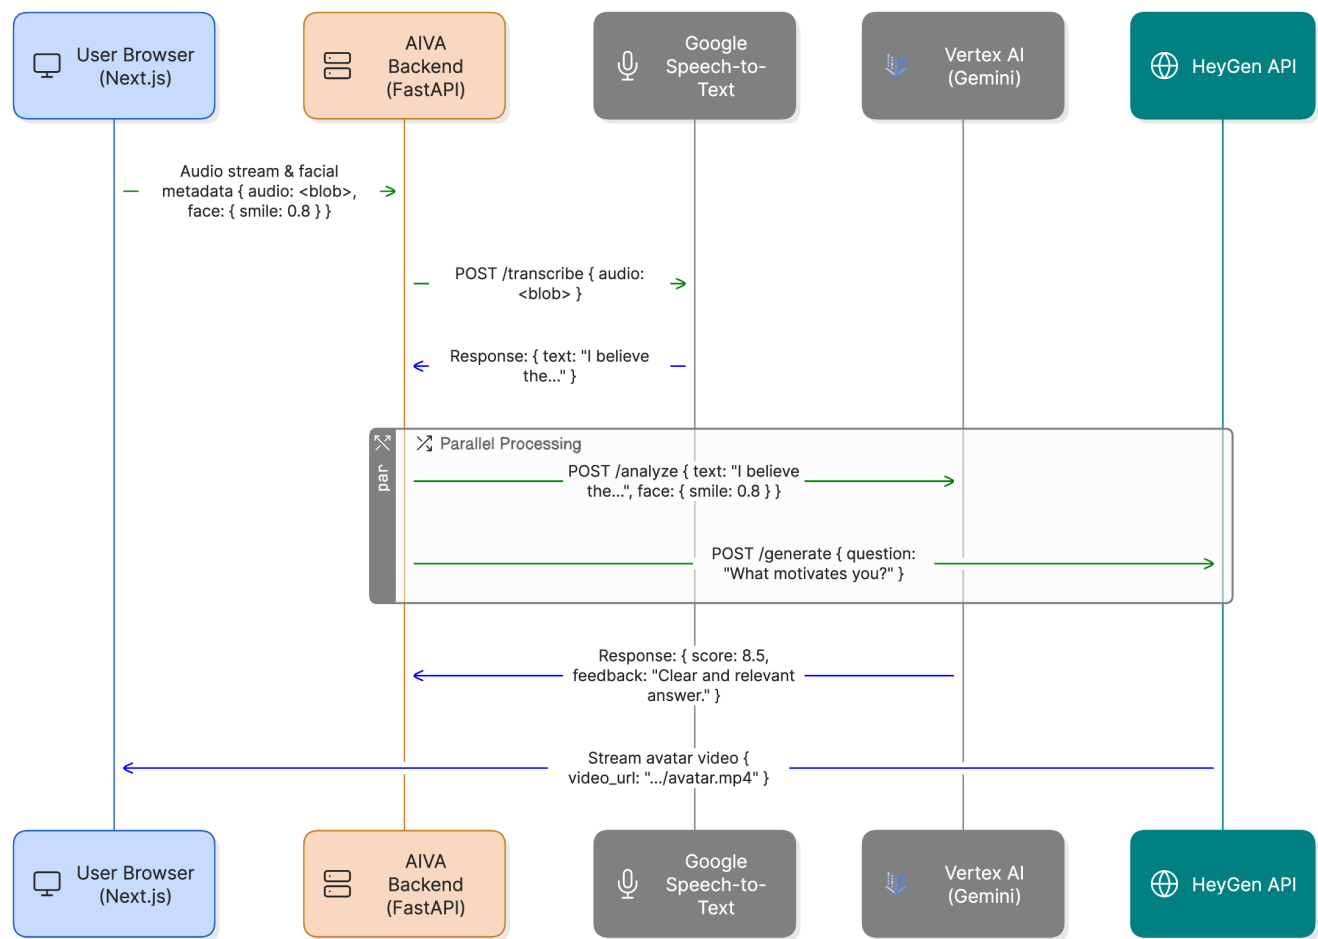 User Browser
(Next.js)
AIVA
Backend
(FastAPI)
Google
Speech-to-
Text
Vertex AI
(Gemini)
HeyGen API
Audio stream & facial
metadata { audio: <blob>,
face: { smile: 0.8 } }
POST /transcribe { audio:
<blob> }
Response: { text: "I believe
the..." }
par
Parallel Processing
POST /analyze { text: "I believe
the...", face: { smile: 0.8 } }
POST /generate { question:
"What motivates you?" }
Response: { score: 8.5,
feedback: "Clear and relevant
answer." }
Stream avatar video {
video_url: ".../avatar.mp4" }
User Browser
(Next.js)
AIVA
Backend
(FastAPI)
Google
Speech-to-
Text
Vertex AI
(Gemini)
HeyGen API